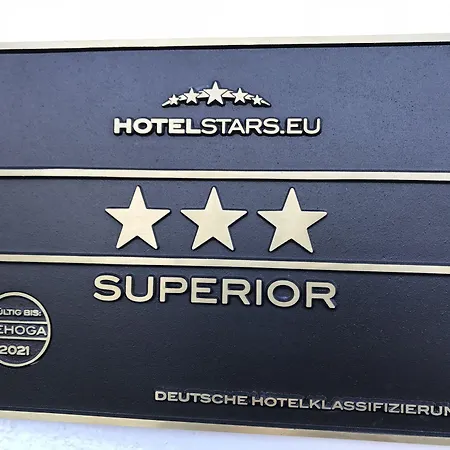 HOTELSTARS.EU
SUPERIOR
ÜLTIG BIS:
EHOGA
2021
DEUTSCHE HOTELKLASSIFIZIERUN